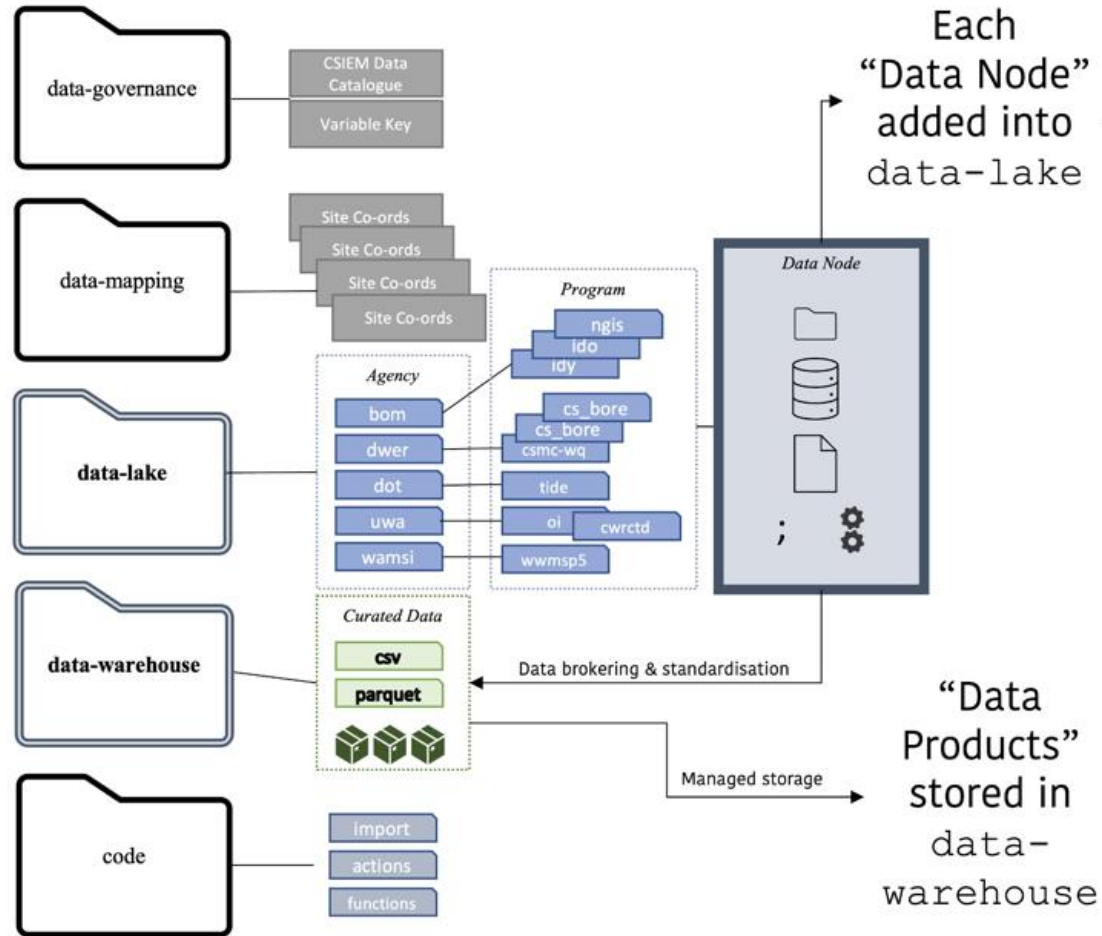 data-governance
CSIEM Data
Catalogue
Variable Key
Each
“Data Node”
added into
data-lake
data-mapping
Site Co-ords
Site Co-ords
Site Co-ords
Site Co-ords
Program
ngis
ido
idy
cs_bore
cs_bore
csmc-wq
tide
oi
cwrctd
wwmsp5
Data Node
;
data-lake
Agency
bom
dwer
dot
uwa
wamsi
data-warehouse
Curated Data
csv
parquet
Data brokering & standardisation
Managed storage
“Data
Products”
stored in
data-
warehouse
code
import
actions
functions